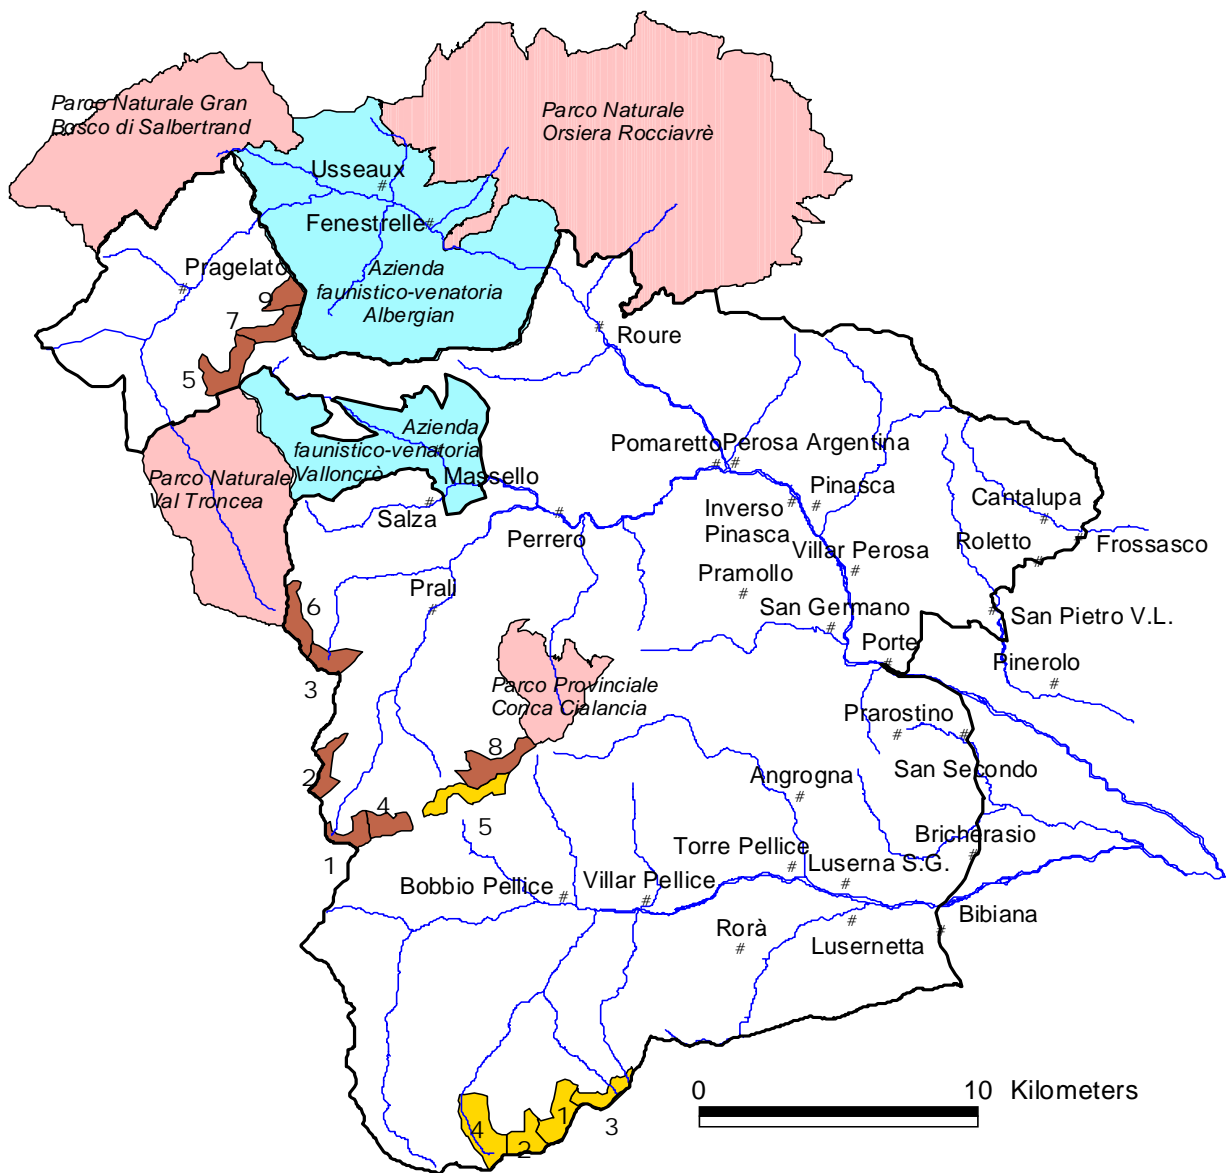 Parco Naturale Gran
Bosco di Salbertrand
Parco Naturale
Orsiera Rocciavrè
Usseaux
#
Fenestrelle
#
Pragelato
#
Azienda
faunistico-venatoria
Albergian
9
7
5
Roure
#
Azienda
faunistico-venatoria
Valloncrò
Parco Naturale
Val Troncea
Massello
#
Salza
Pomaretto
#
Perosa Argentina
#
Pinasca
#
Inverso
Pinasca
#
Cantalupa
#
Roletto
#
Frossasco
#
Perrero
#
Villar Perosa
#
Pramollo
#
Prali
#
San Germano
#
San Pietro V.L.
#
Porte
#
Pinerolo
#
6
3
Parco Provinciale
Conca Cialancia
Prarostino
#
San Secondo
#
8
2
4
5
1
Angrogna
#
Bricherasio
#
Torre Pellice
#
Luserna S.G.
#
Bobbio Pellice
#
Villar Pellice
#
Rorà
#
Lusernetta
#
Bibiana
#
4
2
1
3
0
10
Kilometers